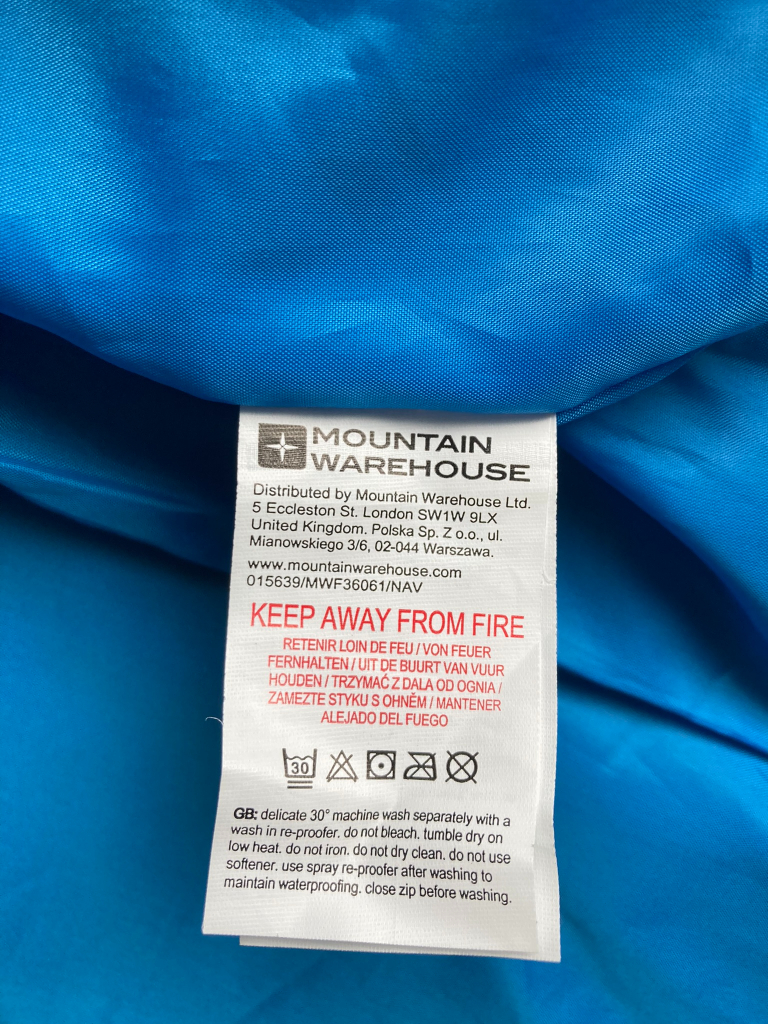 MOUNTAIN
WAREHOUSE
Distributed by Mountain Warehouse Ltd.
5 Eccleston St. London SW1W 9LX
United Kingdom. Polska Sp. Z o.o., ul.
Mianowskiego 3/6, 02-044 Warszawa.
www.mountainwarehouse.com
015639/MWF36061/NAV
KEEP AWAY FROM FIRE
RETENIR LOIN DE FEU / VON FEUER
FERNHALTEN / UIT DE BUURT VAN VUUR
HOUDEN / TRZYMAĆ Z DALA OD OGNIA /
ZAMEZTE STYKU S OHNĚM / MANTENER
ALEJADO DEL FUEGO
30
GB: delicate 30° machine wash separately with a
wash in re-proofer. do not bleach. tumble dry on
low heat. do not iron. do not dry clean. do not use
softener. use spray re-proofer after washing to
maintain waterproofing. close zip before washing.